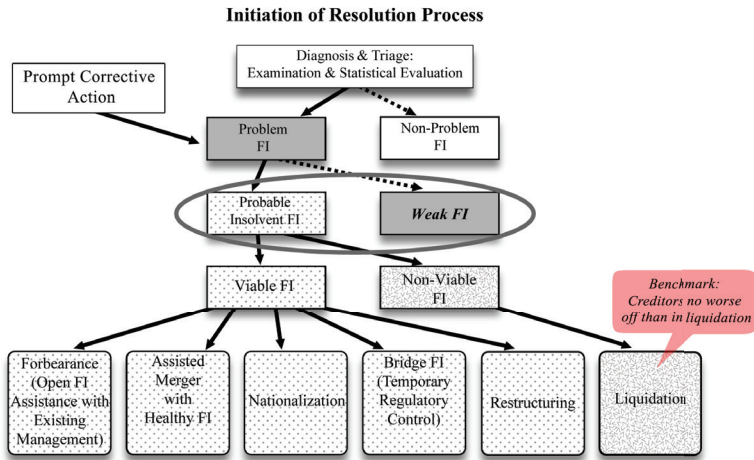 Initiation of Resolution Process
Diagnosis & Triage:
Examination & Statistical Evaluation
Prompt Corrective
Action
Problem
FI
Non-Problem
FI
Probable
Insolvent FI
Weak FI
Viable FI
Non-Viable
FI
Benchmark:
Creditors no worse
off than in liquidation
Forbearance
(Open FI
Assistance with
Existing
Management)
Assisted
Merger
with
Healthy FI
Nationalization
Bridge FI
(Temporary
Regulatory
Control)
Restructuring
Liquidation